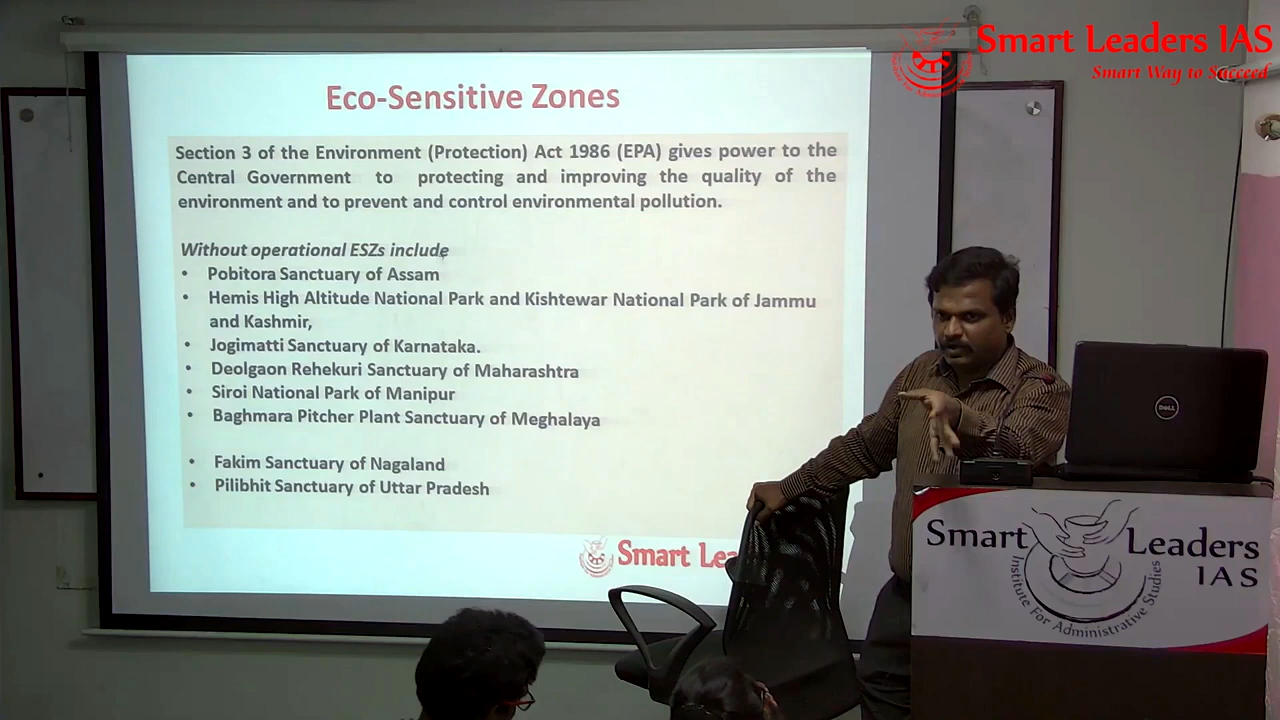 Smart Leaders IAS
Smart Way to Succeed
Eco-Sensitive Zones
Section 3 of the Environment (Protection) Act 1986 (EPA) gives power to the
Central Government to protecting and improving the quality of the
environment and to prevent and control environmental pollution.
Without operational ESZs include
• Pobitora Sanctuary of Assam
• Hemis High Altitude National Park and Kishtewar National Park of Jammu
and Kashmir,
• Jogimatti Sanctuary of Karnataka.
• Deolgaon Rehekuri Sanctuary of Maharashtra
• Siroi National Park of Manipur
• Baghmara Pitcher Plant Sanctuary of Meghalaya
• Fakim Sanctuary of Nagaland
• Pilibhit Sanctuary of Uttar Pradesh
Smart Lea
DELL
Smart Leaders
IAS
Institute For Administrative Studies